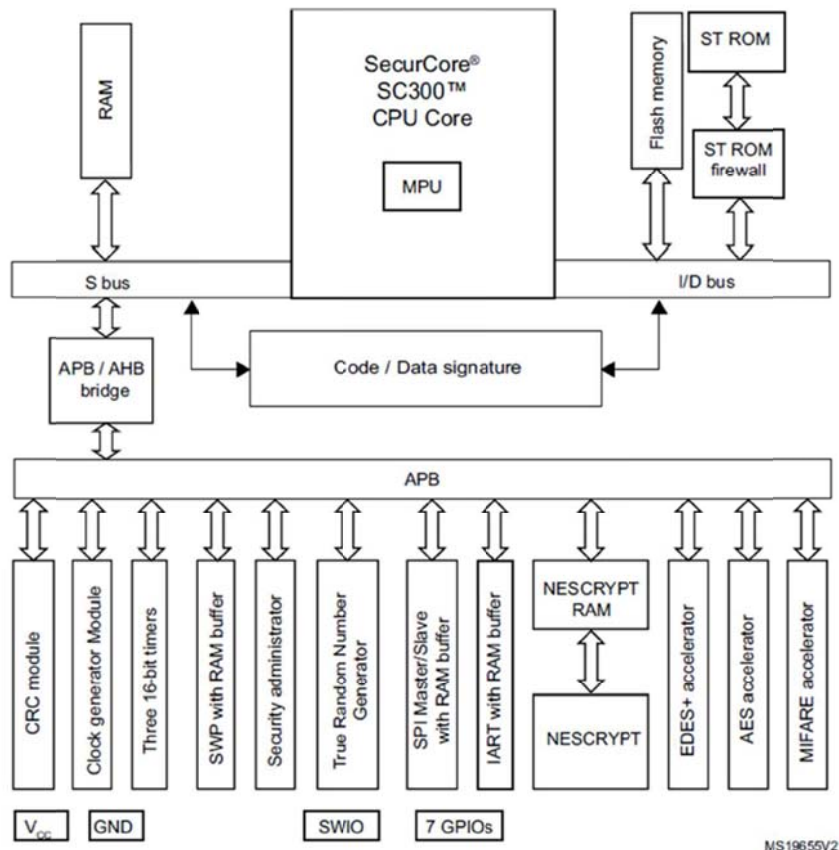 RAM
SecurCore®
SC300™
CPU Core
MPU
Flash memory
ST ROM
ST ROM
firewall
S bus
I/D bus
APB / AHB
bridge
Code / Data signature
APB
CRC module
Clock generator Module
Three 16-bit timers
SWP with RAM buffer
Security administrator
True Random Number
Generator
SPI Master/Slave
with RAM buffer
IART with RAM buffer
NESCRYPT
RAM
NESCRYPT
EDES+ accelerator
AES accelerator
MIFARE accelerator
VCC
GND
SWIO
7 GPIOs
MS19655V2